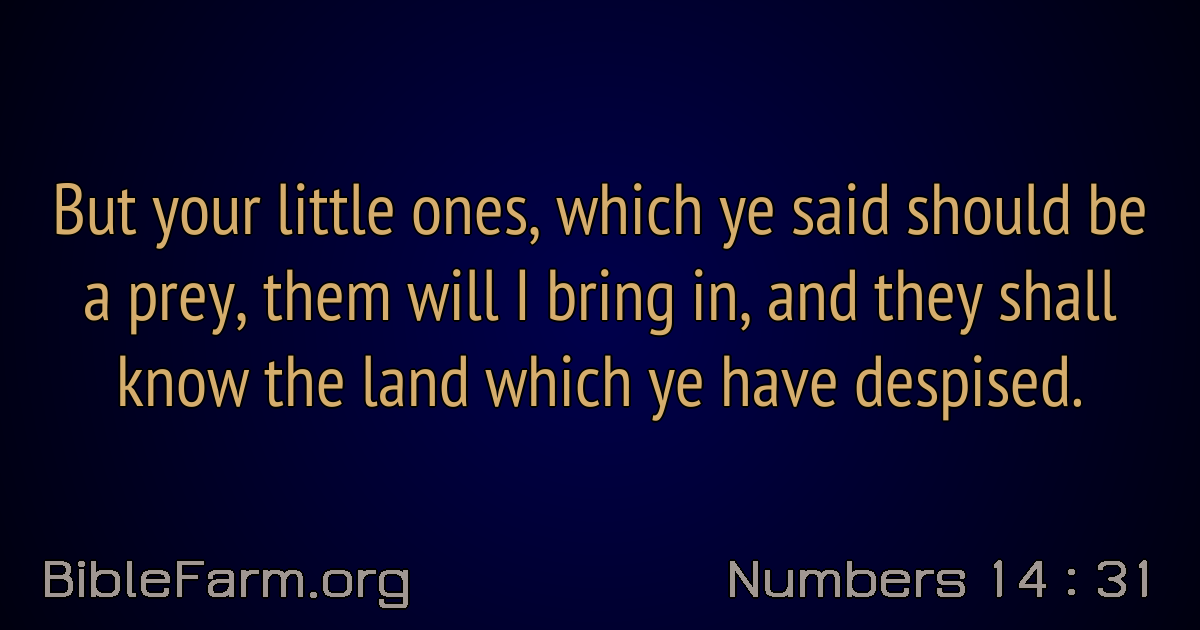 But your little ones, which ye said should be
a prey, them will I bring in, and they shall
know the land which ye have despised.
BibleFarm.org
Numbers 14 : 31